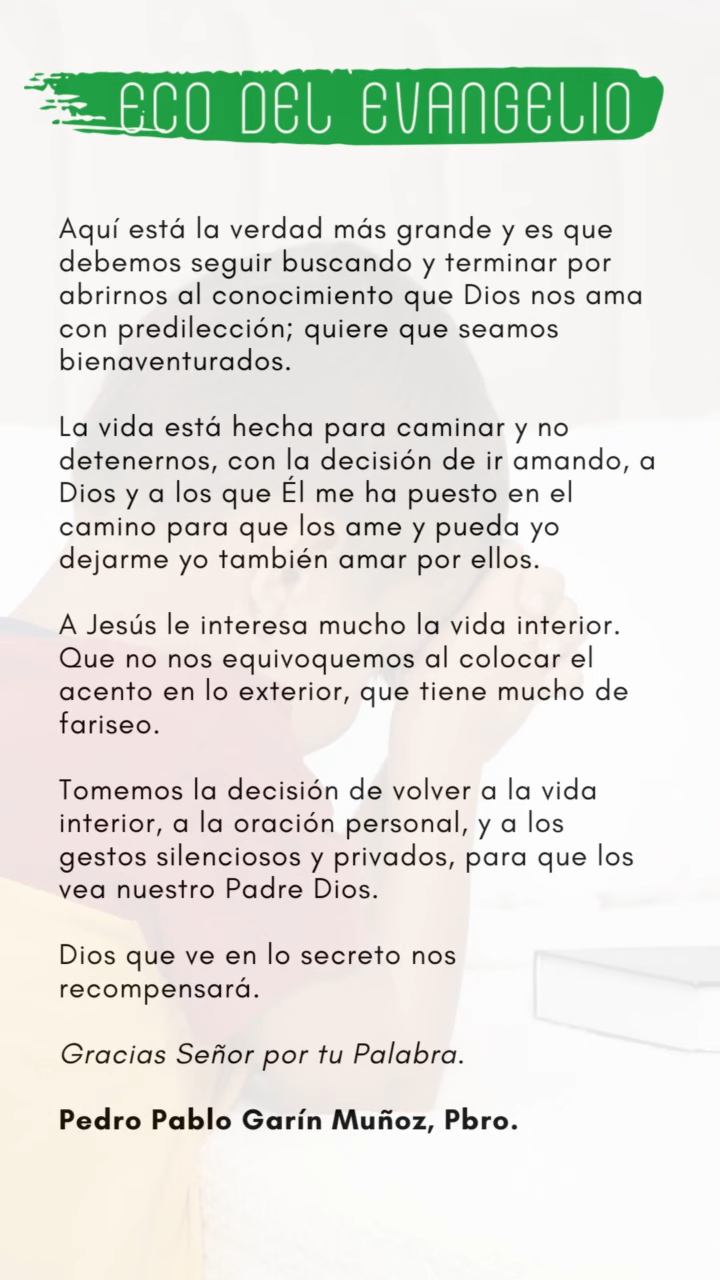 ECO DEL EVANGELIO
Aquí está la verdad más grande y es que
debemos seguir buscando y terminar por
abrirnos al conocimiento que Dios nos ama
con predilección; quiere que seamos
bienaventurados.
La vida está hecha para caminar y no
detenernos, con la decisión de ir amando, a
Dios y a los que Él me ha puesto en el
camino para que los ame y pueda yo
dejarme yo también amar por ellos.
A Jesús le interesa mucho la vida interior.
Que no nos equivoquemos al colocar el
acento en lo exterior, que tiene mucho de
fariseo.
Tomemos la decisión de volver a la vida
interior, a la oración personal, y a los
gestos silenciosos y privados, para que los
vea nuestro Padre Dios.
Dios que ve en lo secreto nos
recompensará.
Gracias Señor por tu Palabra.
Pedro Pablo Garín Muñoz, Pbro.